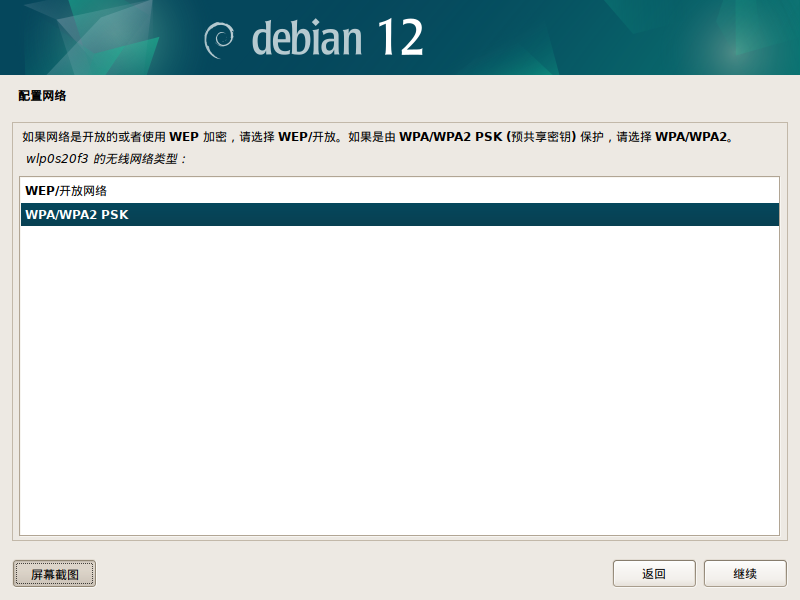 debian 12
配置网络
如果网络是开放的或者使用 WEP 加密，请选择 WEP/开放。如果是由 WPA/WPA2 PSK (预共享密钥) 保护，请选择 WPA/WPA2。
wlp0s20f3 的无线网络类型：
WEP/开放网络
WPA/WPA2 PSK
屏幕截图
返回
继续